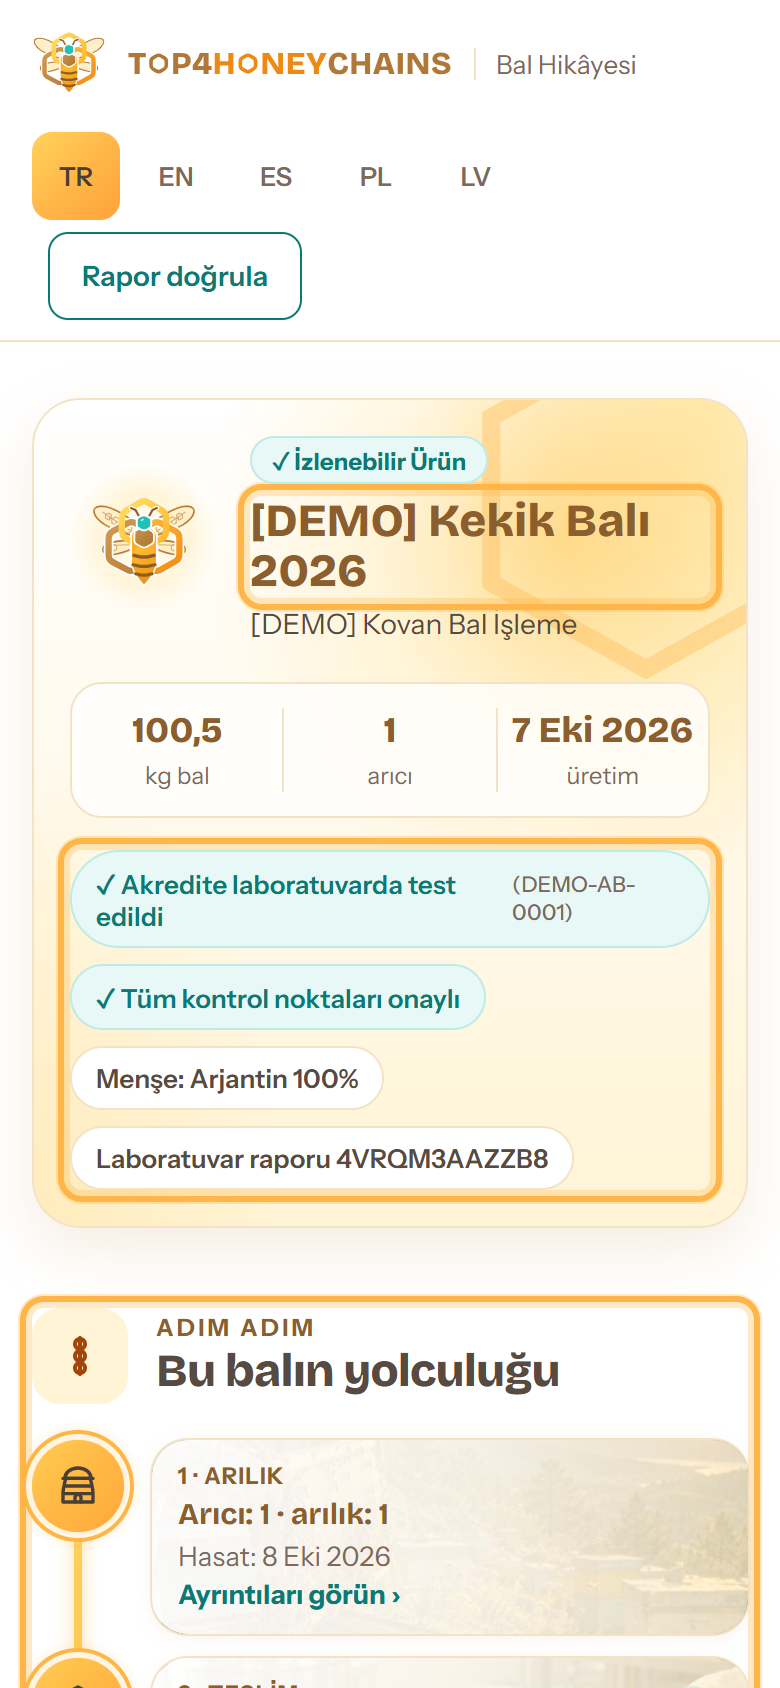 TOP4HONEYCHAINS Bal Hikâyesi
TR EN ES PL LV
Rapor doğrula
✓ İzlenebilir Ürün
[DEMO] Kekik Balı
2026
[DEMO] Kovan Bal İşleme
100,5 1 7 Eki 2026
kg bal arıcı üretim
✓ Akredite laboratuvarda test
edildi
(DEMO-AB-
0001)
✓ Tüm kontrol noktaları onaylı
Menşe: Arjantin 100%
Laboratuvar raporu 4VRQM3AAZZB8
ADIM ADIM
Bu balın yolculuğu
1 · ARILIK
Arıcı: 1 · arılık: 1
Hasat: 8 Eki 2026
Ayrıntıları görün ›